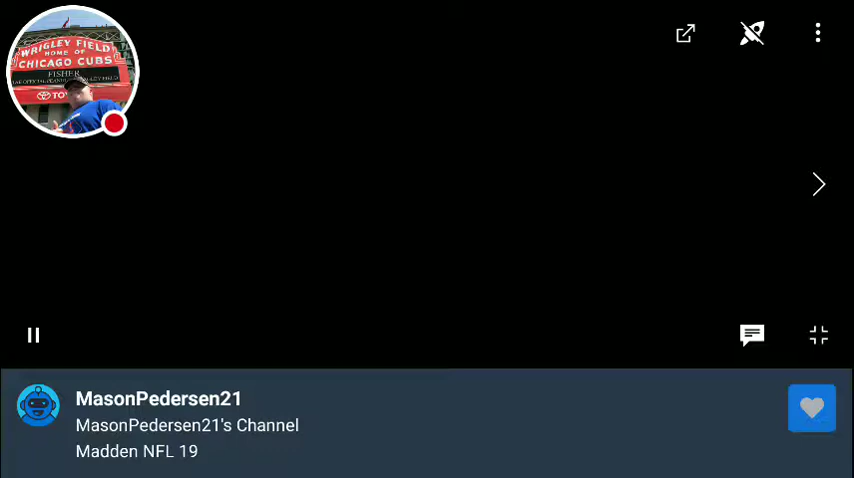 WRIGLEY FIELD
HOME OF
CHICAGO CUBS
FISHER
MasonPedersen21
MasonPedersen21's Channel
Madden NFL 19